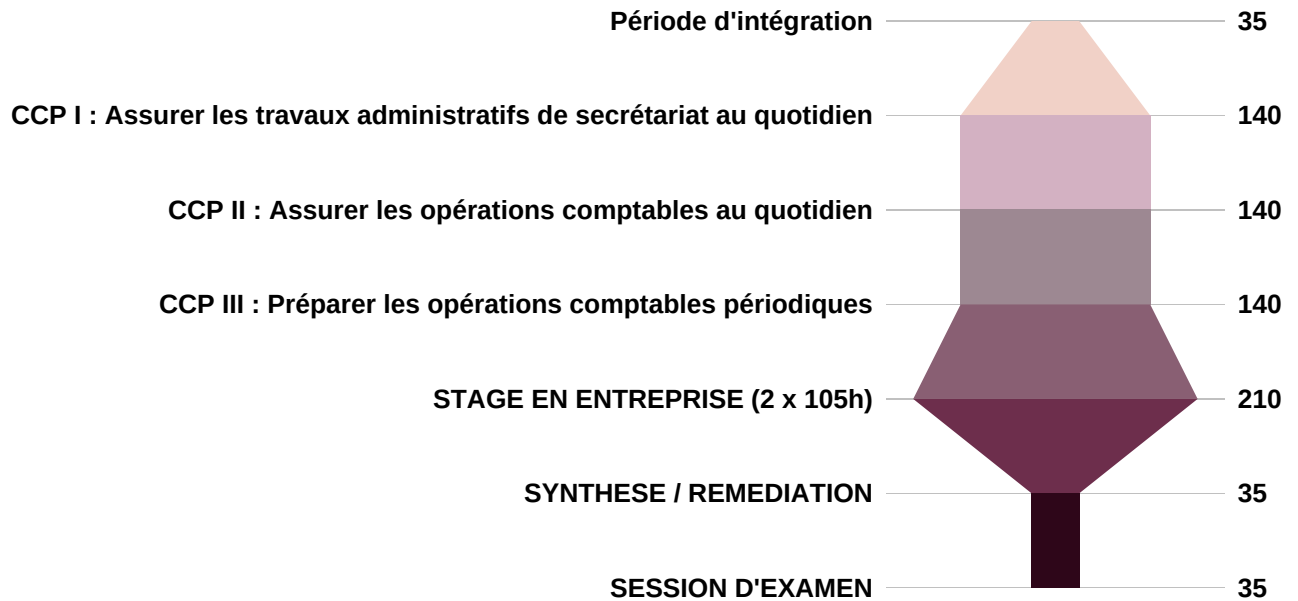 Période d'intégration 35
CCP I : Assurer les travaux administratifs de secrétariat au quotidien 140
CCP II : Assurer les opérations comptables au quotidien 140
CCP III : Préparer les opérations comptables périodiques 140
STAGE EN ENTREPRISE (2 x 105h) 210
SYNTHESE / REMEDIATION 35
SESSION D'EXAMEN 35